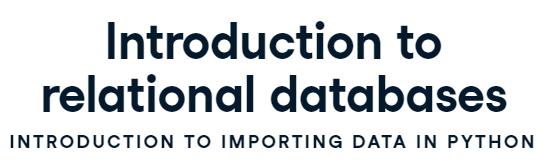 Introduction to
relational databases
INTRODUCTION TO IMPORTING DATA IN PYTHON